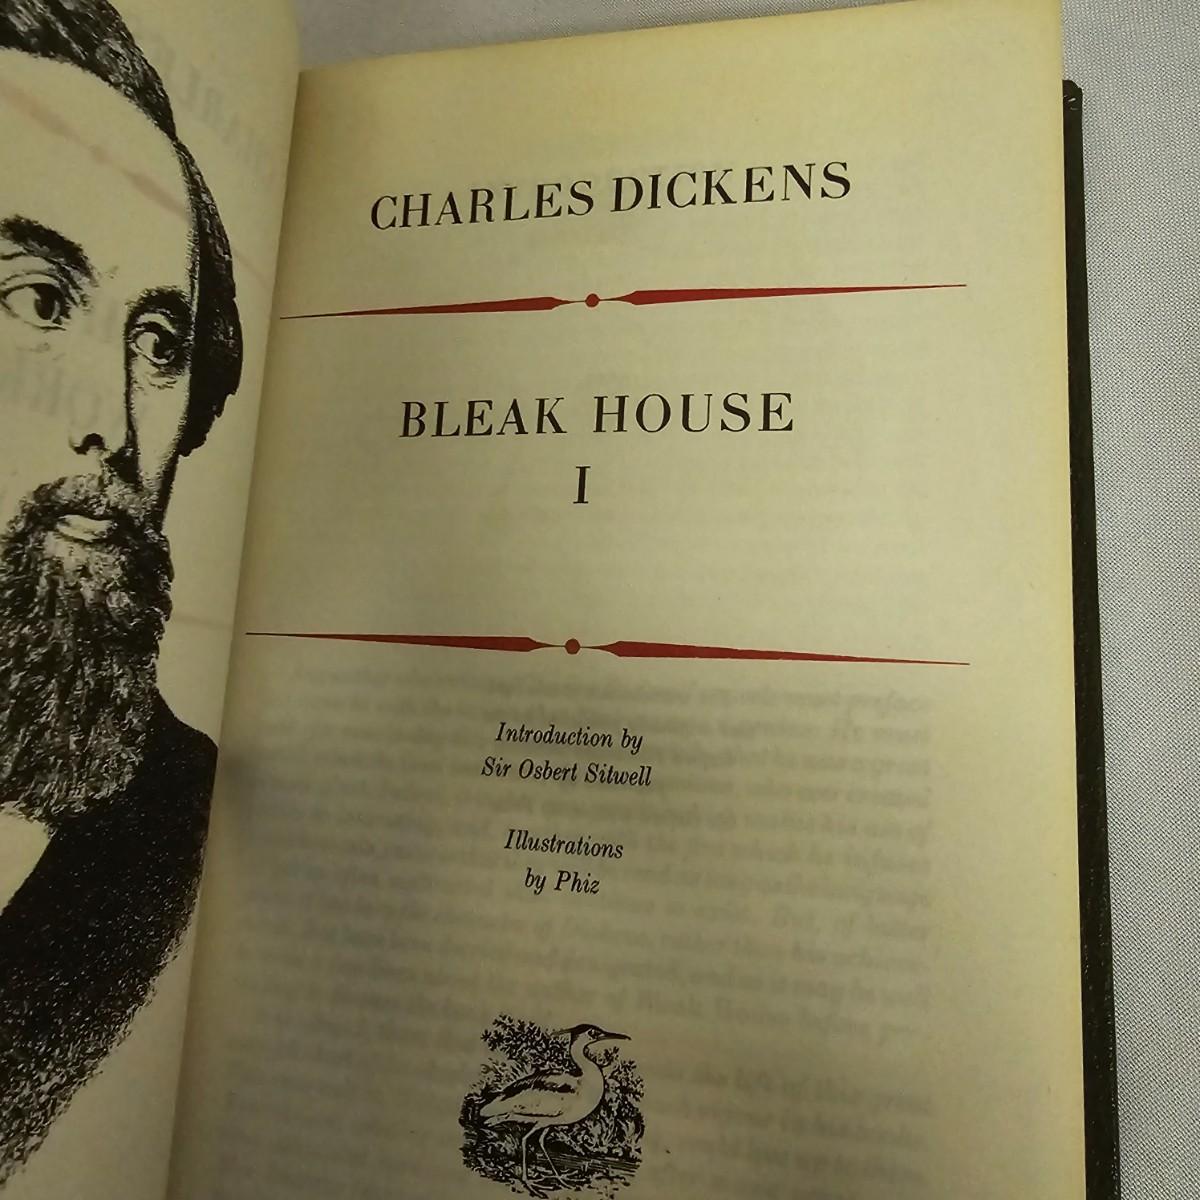 CHARLES DICKENS
BLEAK HOUSE
I
Introduction by
Sir Osbert Sitwell
Illustrations
by Phiz